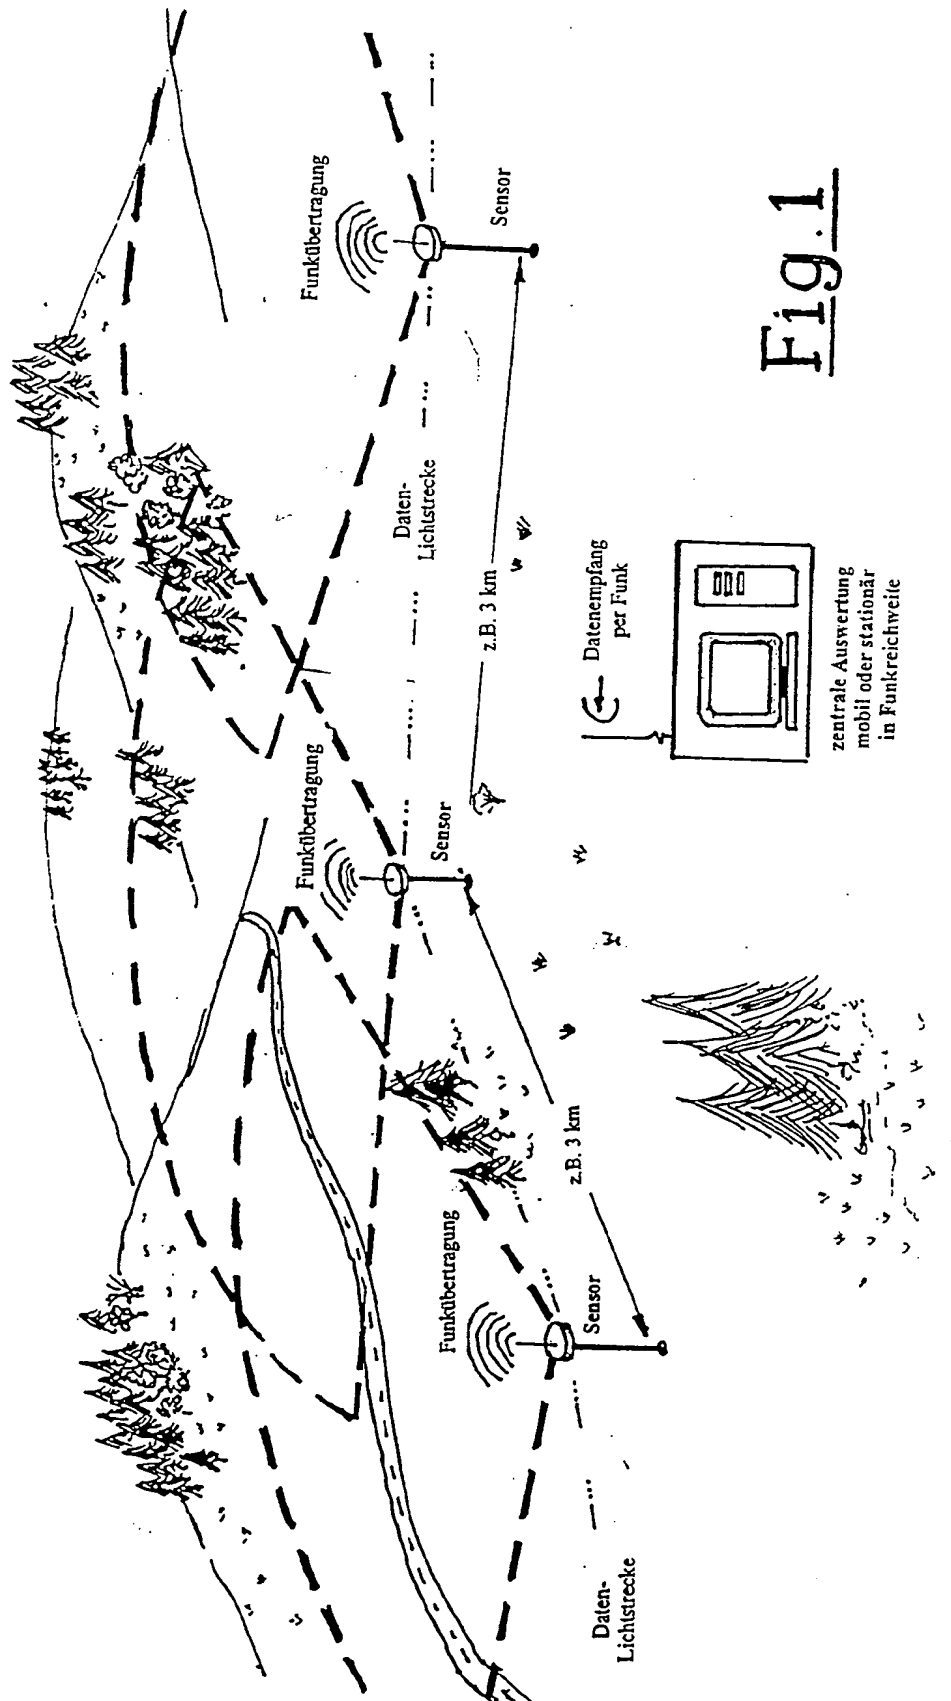 Funkübertragung
Sensor
Funkübertragung
Sensor
Funkübertragung
Sensor
Daten-
Lichtstrecke
Daten-
Lichtstrecke
z.B. 3 km
z.B. 3 km
Datenempfang
per Funk
zentrale Auswertung
mobil oder stationär
in Funkreichweite
Fig. 1